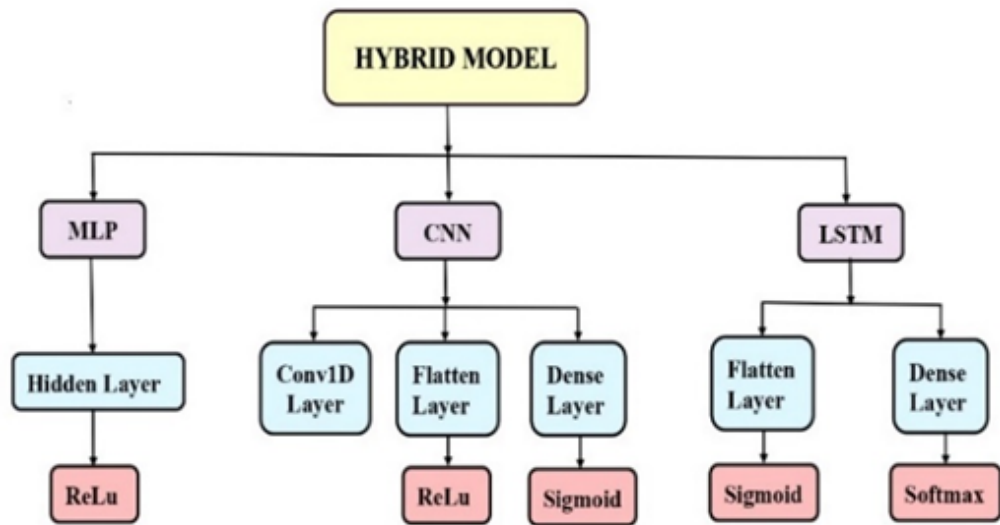 HYBRID MODEL
MLP
CNN
LSTM
Hidden Layer
Conv1D
Layer
Flatten
Layer
Dense
Layer
Flatten
Layer
Dense
Layer
ReLu
ReLu
Sigmoid
Sigmoid
Softmax